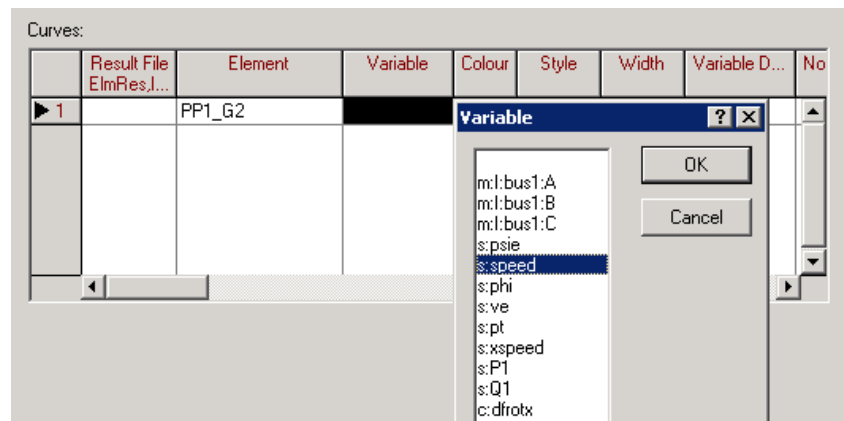 Curves:
Result File Element Variable Colour Style Width Variable D... No
ElmRes,I...
1 PP1_G2
Variable
OK
Cancel
m:I:bus1:A
m:I:bus1:B
m:I:bus1:C
s:psie
s:speed
s:phi
s:ve
s:pt
s:xspeed
s:P1
s:Q1
c:dfrotx